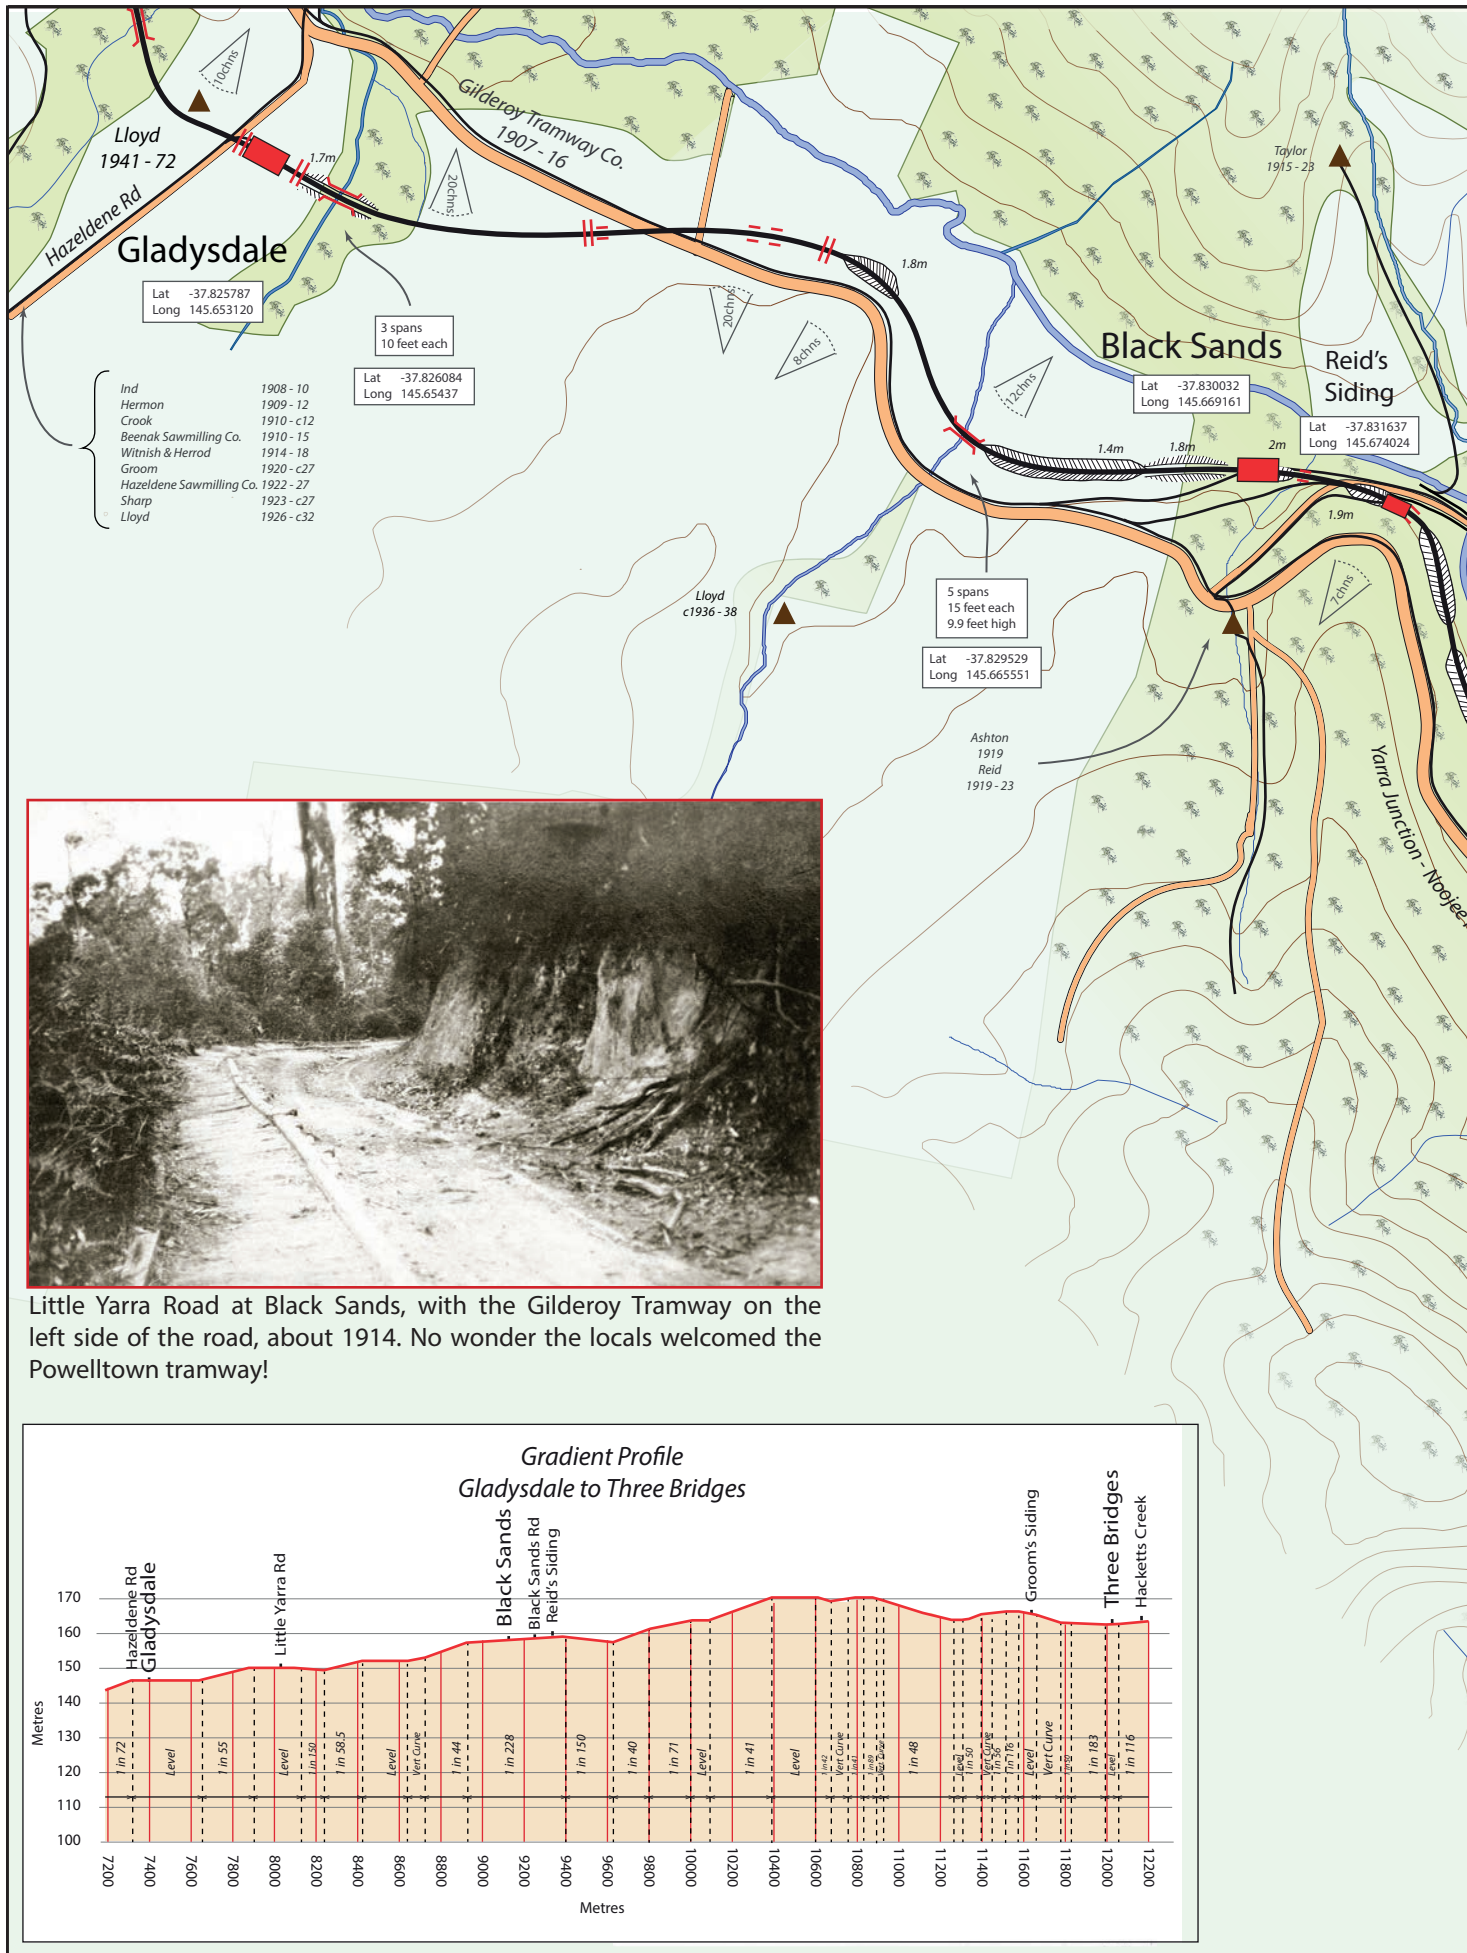 10chns
Lloyd
1941 - 72
Hazeldene Rd
Gladysdale
Lat -37.825787
Long 145.653120
1.7m
20chns
Gilderoy Tramway Co.
1907 - 16
3 spans
10 feet each
Lat -37.826084
Long 145.65437
Ind 1908 - 10
Hermon 1909 - 12
Crook 1910 - c12
Beenak Sawmilling Co. 1910 - 15
Witnish & Herrod 1914 - 18
Groom 1920 - c27
Hazeldene Sawmilling Co. 1922 - 27
Sharp 1923 - c27
Lloyd 1926 - c32
20chns
8chns
1.8m
12chns
Taylor
1915 - 23
Black Sands
Lat -37.830032
Long 145.669161
Reid's
Siding
Lat -37.831637
Long 145.674024
1.4m
1.8m
2m
1.9m
7chns
Lloyd
c1936 - 38
5 spans
15 feet each
9.9 feet high
Lat -37.829529
Long 145.665551
Ashton
1919
Reid
1919 - 23
Yarra Junction - Noojee
Little Yarra Road at Black Sands, with the Gilderoy Tramway on the
left side of the road, about 1914. No wonder the locals welcomed the
Powelltown tramway!
Gradient Profile
Gladysdale to Three Bridges
Hazeldene Rd
Gladysdale
Little Yarra Rd
Black Sands
Black Sands Rd
Reid's Siding
Groom's Siding
Three Bridges
Hacketts Creek
Metres
170
160
150
140
130
120
110
100
1 in 72
Level
1 in 55
Level
1 in 150
1 in 58.5
Level
Vert Curve
1 in 44
1 in 228
1 in 150
1 in 40
1 in 71
Level
1 in 41
Level
1 in 42
Vert Curve
1 in 41
1 in 89
Vert Curve
1 in 48
Level
1 in 50
Vert Curve
1 in 56
1 in 116
Level
Vert Curve
1 in 50
1 in 183
Level
1 in 116
7200
7400
7600
7800
8000
8200
8400
8600
8800
9000
9200
9400
9600
9800
10000
10200
10400
10600
10800
11000
11200
11400
11600
11800
12000
12200
Metres